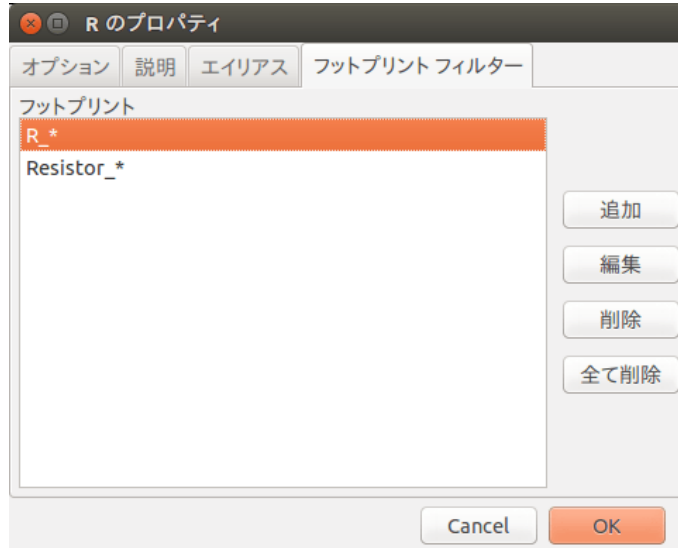 R のプロパティ
オプション 説明 エイリアス フットプリント フィルター
フットプリント
R_*
Resistor_*
追加
編集
削除
全て削除
Cancel OK